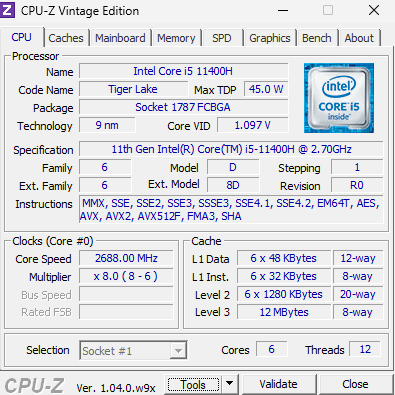 CPU-Z Vintage Edition
CPU Caches Mainboard Memory SPD Graphics Bench About
Processor
Name Intel Core i5 11400H
Code Name Tiger Lake Max TDP 45.0 W
Package Socket 1787 FCBGA
Technology 9 nm Core VID 1.097 V
intel
CORE i5
inside™
Specification 11th Gen Intel(R) Core(TM) i5-11400H @ 2.70GHz
Family 6 Model D Stepping 1
Ext. Family 6 Ext. Model 8D Revision R0
Instructions MMX, SSE, SSE2, SSE3, SSSE3, SSE4.1, SSE4.2, EM64T, AES,
AVX, AVX2, AVX512F, FMA3, SHA
Clocks (Core #0)
Core Speed 2688.00 MHz
Multiplier x 8.0 ( 8 - 6 )
Bus Speed
Rated FSB
Cache
L1 Data 6 x 48 KBytes 12-way
L1 Inst. 6 x 32 KBytes 8-way
Level 2 6 x 1280 KBytes 20-way
Level 3 12 MBytes 8-way
Selection Socket #1 Cores 6 Threads 12
CPU-Z Ver. 1.04.0.w9x Tools Validate Close